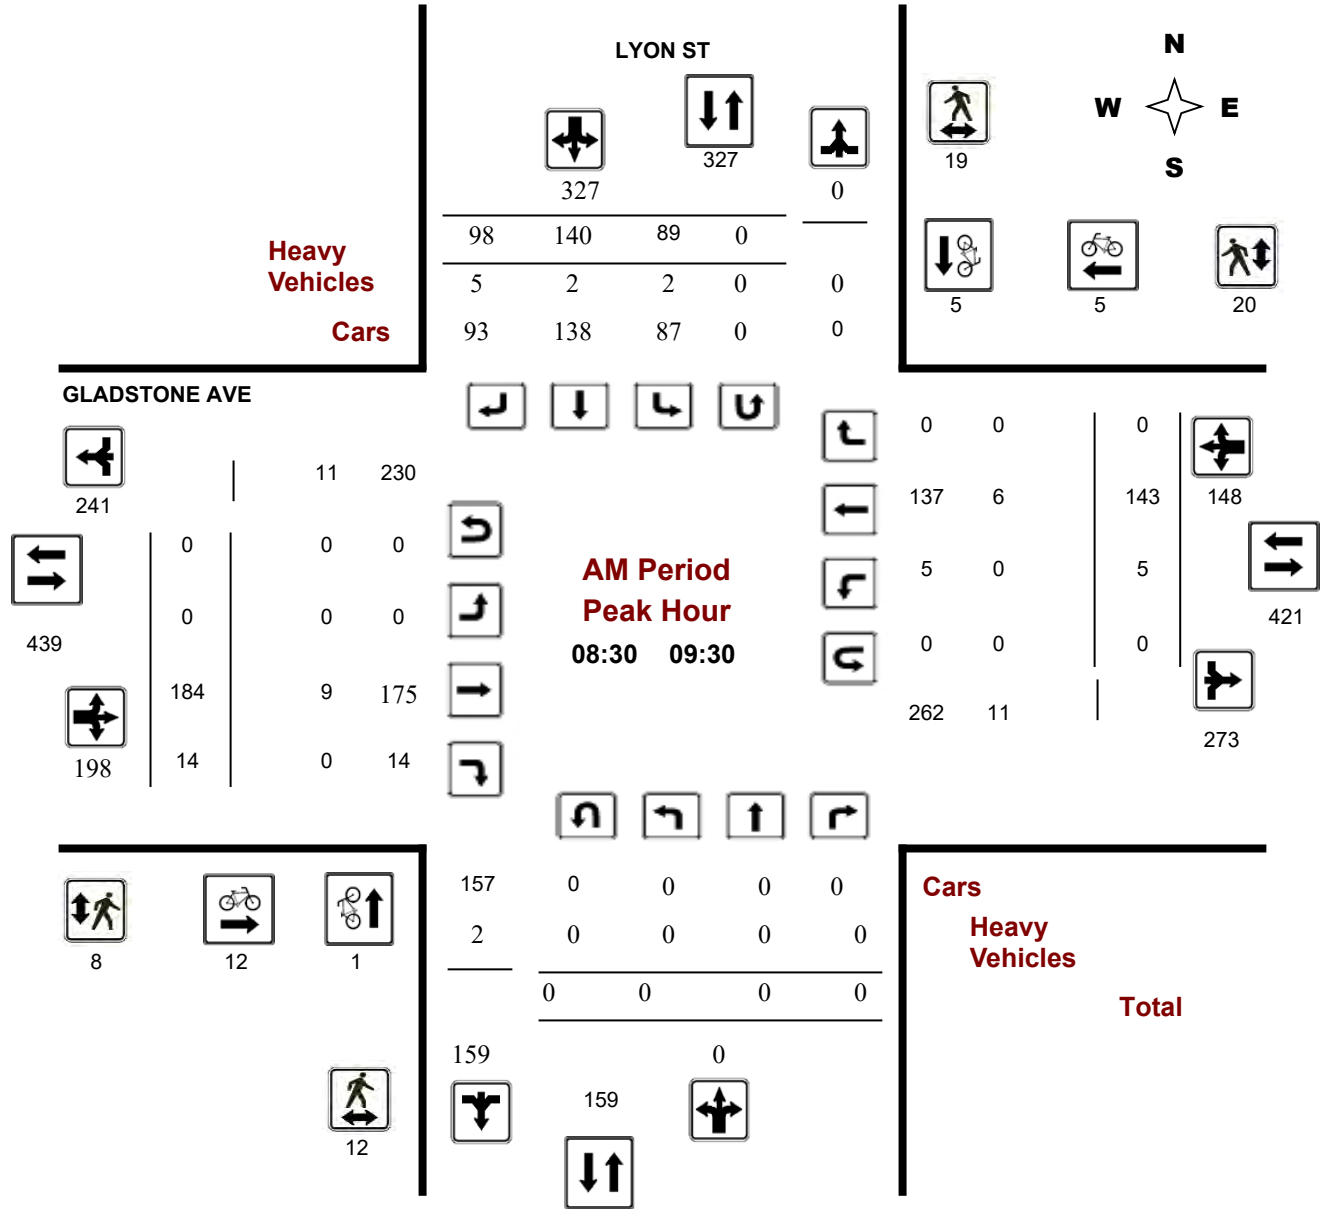 LYON ST
N
W E
S
327
19
327 0
98 140 89 0
Heavy
Vehicles
5 2 2 0 0
5 5 20
Cars
93 138 87 0 0
GLADSTONE AVE
0 0 0
11 230
241
137 6 143 148
0 0 0
AM Period
5 0 5
Peak Hour
0 0 0
421
439
08:30 09:30
0 0 0
184 9 175
262 11
273
198 14 0 14
157 0 0 0 0
Cars
2 0 0 0 0
Heavy
Vehicles
8 12 1
0 0 0 0
Total
159 0
159
12